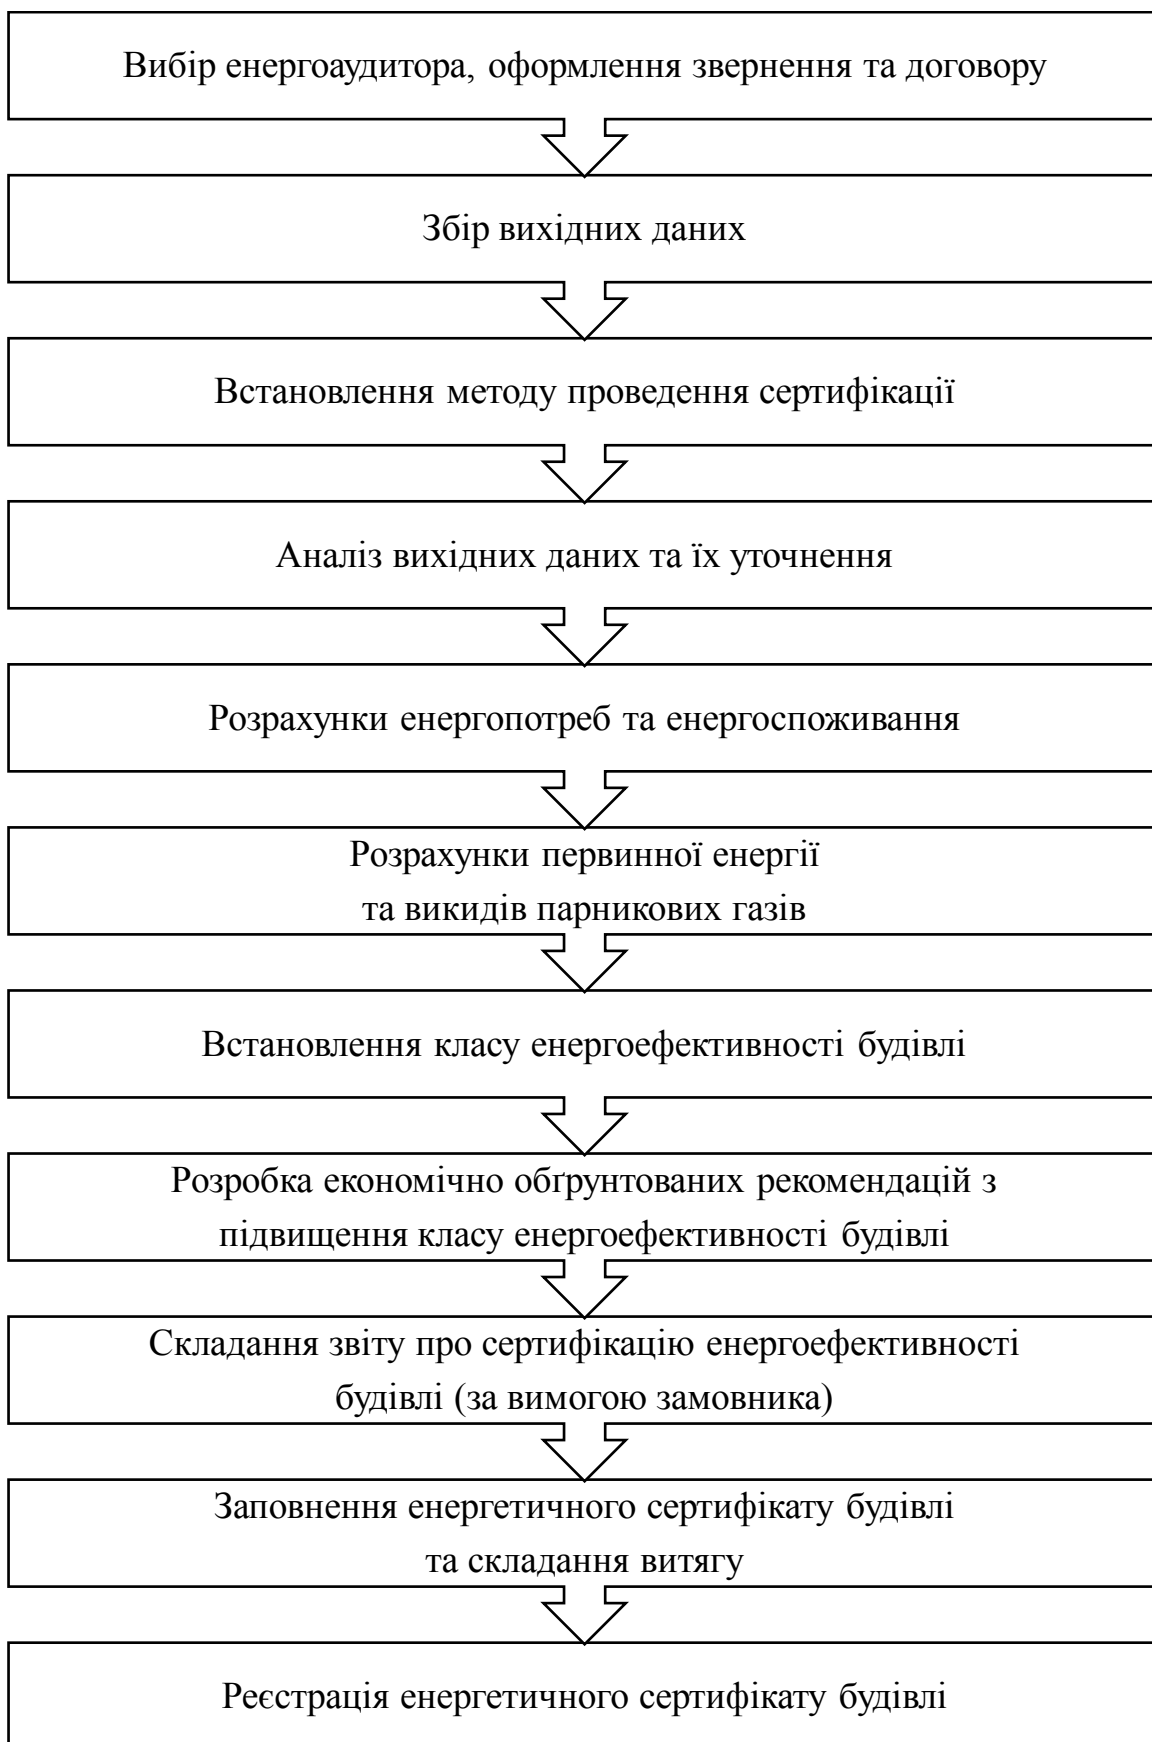 Вибір енергоаудитора, оформлення звернення та договору
Збір вихідних даних
Встановлення методу проведення сертифікації
Аналіз вихідних даних та їх уточнення
Розрахунки енергопотреб та енергоспоживання
Розрахунки первинної енергії
та викидів парникових газів
Встановлення класу енергоефективності будівлі
Розробка економічно обґрунтованих рекомендацій з
підвищення класу енергоефективності будівлі
Складання звіту про сертифікацію енергоефективності
будівлі (за вимогою замовника)
Заповнення енергетичного сертифікату будівлі
та складання витягу
Реєстрація енергетичного сертифікату будівлі